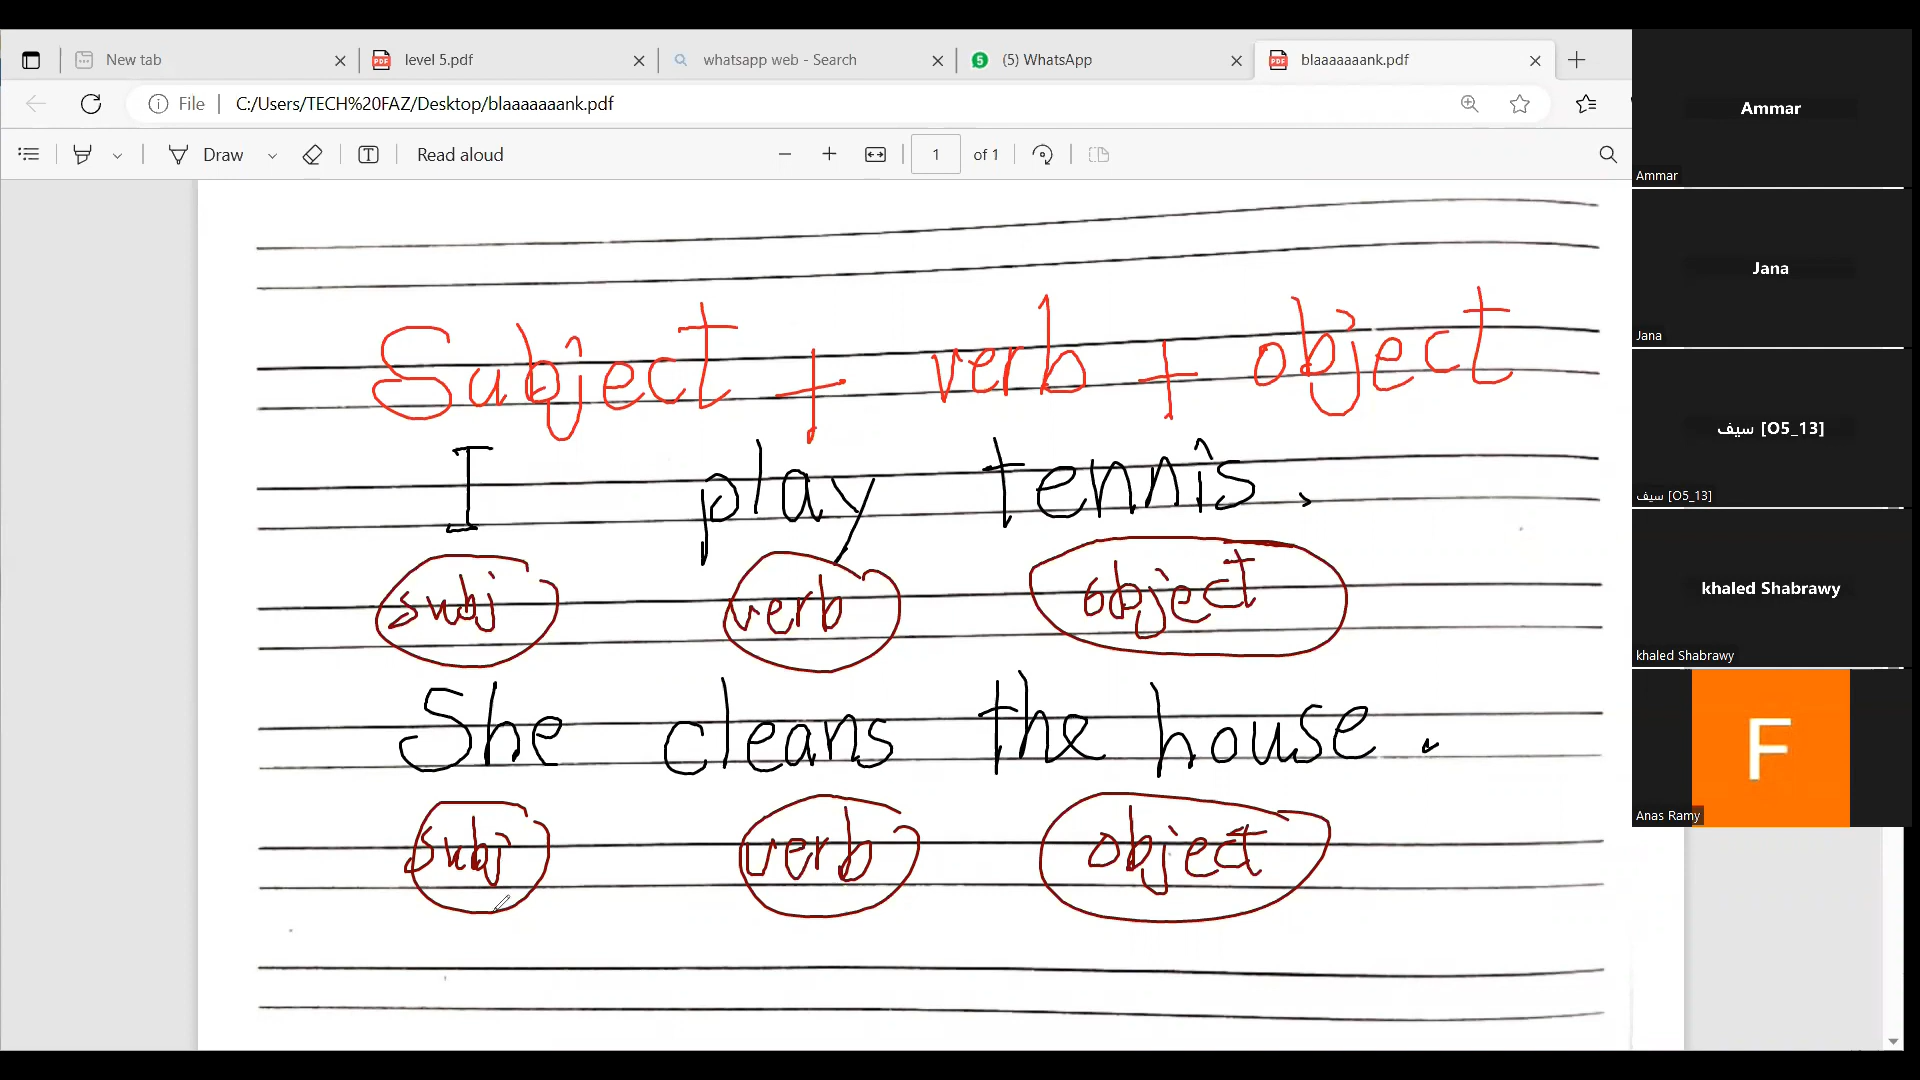 New tab
level 5.pdf
whatsapp web - Search
(5) WhatsApp
blaaaaaaank.pdf
File
C:/Users/TECH%20FAZ/Desktop/blaaaaaaank.pdf
Draw
Read aloud
1 of 1
Subject + verb + object
I play tennis.
subj verb object
She cleans the house.
subj verb object
Ammar
Ammar
Jana
Jana
سيف [O5_13]
سيف [O5_13]
khaled Shabrawy
khaled Shabrawy
F
Anas Ramy